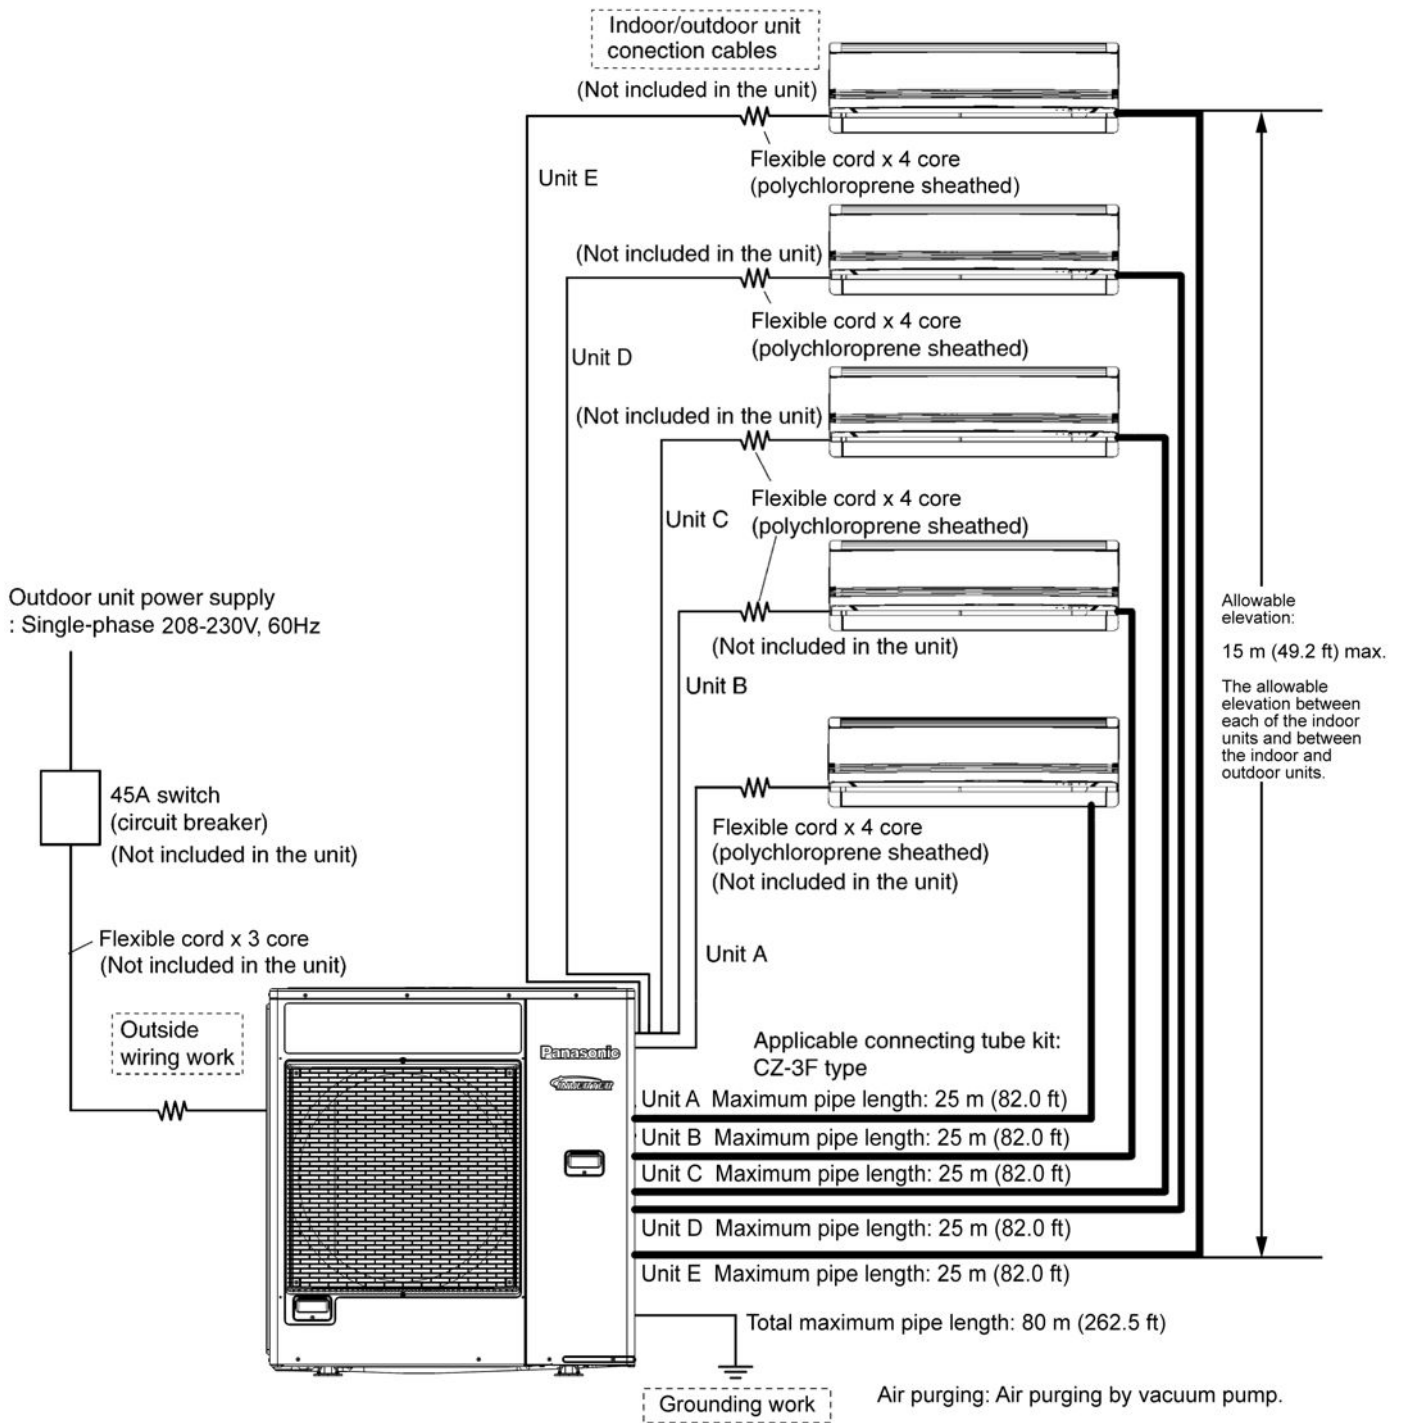 Indoor/outdoor unit
conection cables
(Not included in the unit)
Flexible cord x 4 core
(polychloroprene sheathed)
Unit E
(Not included in the unit)
Flexible cord x 4 core
(polychloroprene sheathed)
Unit D
(Not included in the unit)
Flexible cord x 4 core
(polychloroprene sheathed)
Unit C
(Not included in the unit)
Unit B
Outdoor unit power supply
: Single-phase 208-230V, 60Hz
Allowable
elevation:
15 m (49.2 ft) max.
The allowable
elevation between
each of the indoor
units and between
the indoor and
outdoor units.
45A switch
(circuit breaker)
(Not included in the unit)
Flexible cord x 4 core
(polychloroprene sheathed)
(Not included in the unit)
Unit A
Flexible cord x 3 core
(Not included in the unit)
Outside
wiring work
Panasonic
INVERTER
Applicable connecting tube kit:
CZ-3F type
Unit A Maximum pipe length: 25 m (82.0 ft)
Unit B Maximum pipe length: 25 m (82.0 ft)
Unit C Maximum pipe length: 25 m (82.0 ft)
Unit D Maximum pipe length: 25 m (82.0 ft)
Unit E Maximum pipe length: 25 m (82.0 ft)
Total maximum pipe length: 80 m (262.5 ft)
Grounding work
Air purging: Air purging by vacuum pump.